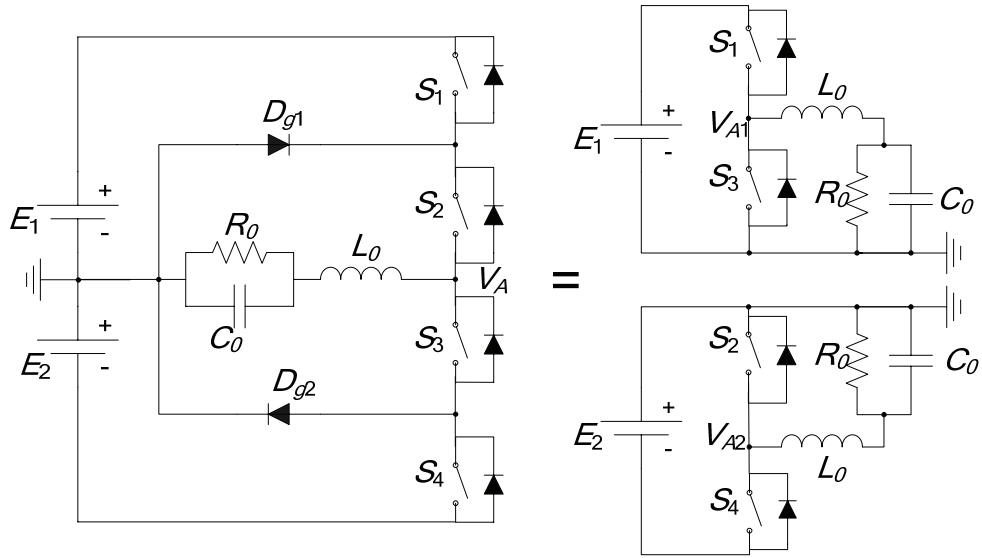 S1
Dg1
S2
+
E1
-
R0
L0
VA
C0
+
E2
-
S3
Dg2
S4
=
S1
L0
+
VA1
E1
-
S3
R0
C0
S2
R0
C0
+
E2
-
VA2
L0
S4